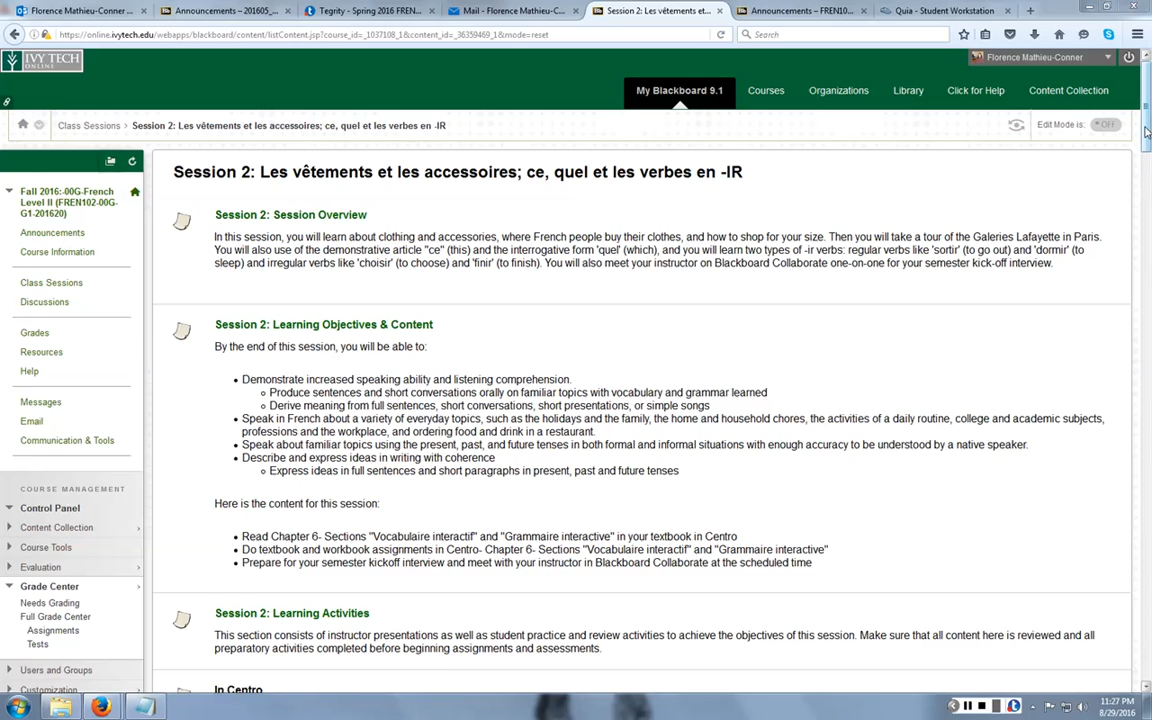 Florence Mathieu-Conner
Announcements – 201605_...
Tegrity - Spring 2016 FREN...
Mail - Florence Mathieu-Con...
Session 2: Les vêtements et...
Announcements – FREN10...
Quia - Student Workstation
https://online.ivytech.edu/webapps/blackboard/content/listContent.jsp?course_id=_1037108_1&content_id=_36359469_1&mode=reset
Search
IVY TECH
ONLINE
Florence Mathieu-Conner
My Blackboard 9.1
Courses
Organizations
Library
Click for Help
Content Collection
Class Sessions
Session 2: Les vêtements et les accessoires; ce, quel et les verbes en -IR
Edit Mode is:
OFF
Fall 2016:-00G-French
Level II (FREN102-00G-
G1-201620)
Announcements
Course Information
Class Sessions
Discussions
Grades
Resources
Help
Messages
Email
Communication & Tools
COURSE MANAGEMENT
Control Panel
Content Collection
Course Tools
Evaluation
Grade Center
Needs Grading
Full Grade Center
Assignments
Tests
Users and Groups
Customization
Session 2: Les vêtements et les accessoires; ce, quel et les verbes en -IR
Session 2: Session Overview
In this session, you will learn about clothing and accessories, where French people buy their clothes, and how to shop for your size. Then you will take a tour of the Galeries Lafayette in Paris.
You will also use of the demonstrative article "ce" (this) and the interrogative form 'quel' (which), and you will learn two types of -ir verbs: regular verbs like 'sortir' (to go out) and 'dormir' (to
sleep) and irregular verbs like 'choisir' (to choose) and 'finir' (to finish). You will also meet your instructor on Blackboard Collaborate one-on-one for your semester kick-off interview.
Session 2: Learning Objectives & Content
By the end of this session, you will be able to:
Demonstrate increased speaking ability and listening comprehension.
Produce sentences and short conversations orally on familiar topics with vocabulary and grammar learned
Derive meaning from full sentences, short conversations, short presentations, or simple songs
Speak in French about a variety of everyday topics, such as the holidays and the family, the home and household chores, the activities of a daily routine, college and academic subjects,
professions and the workplace, and ordering food and drink in a restaurant.
Speak about familiar topics using the present, past, and future tenses in both formal and informal situations with enough accuracy to be understood by a native speaker.
Describe and express ideas in writing with coherence
Express ideas in full sentences and short paragraphs in present, past and future tenses
Here is the content for this session:
Read Chapter 6- Sections "Vocabulaire interactif" and "Grammaire interactive" in your textbook in Centro
Do textbook and workbook assignments in Centro- Chapter 6- Sections "Vocabulaire interactif" and "Grammaire interactive"
Prepare for your semester kickoff interview and meet with your instructor in Blackboard Collaborate at the scheduled time
Session 2: Learning Activities
This section consists of instructor presentations as well as student practice and review activities to achieve the objectives of this session. Make sure that all content here is reviewed and all
preparatory activities completed before beginning assignments and assessments.
In Centro
11:27 PM
8/29/2016